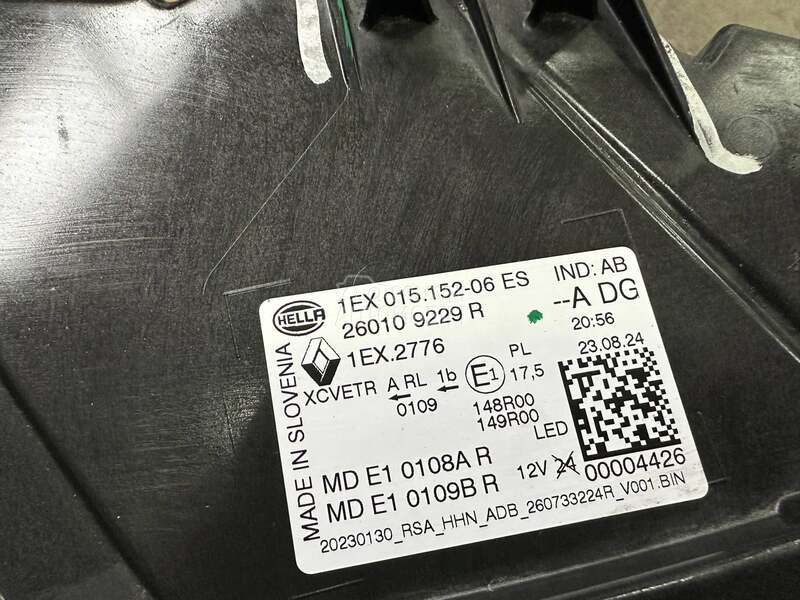 HELLA 1EX 015.152-06 ES IND: AB
26010 9229 R --A DG
1EX.2776 20:56
XCVETR A RL 1b E1 PL 17,5 23.08.24
0109 148R00
149R00
LED
MD E1 0108A R 12V 24 00004426
MD E1 0109B R
20230130_RSA_HHN_ADB_260733224R_V001.BIN
MADE IN SLOVENIA